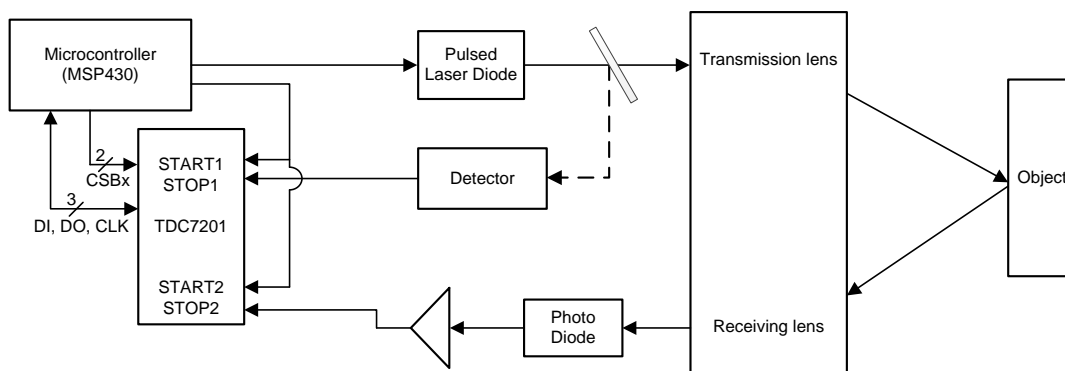 Microcontroller
(MSP430)
Pulsed
Laser Diode
Transmission lens
2
CSBx
START1
STOP1
Detector
Object
3
DI, DO, CLK
TDC7201
START2
STOP2
Photo
Diode
Receiving lens